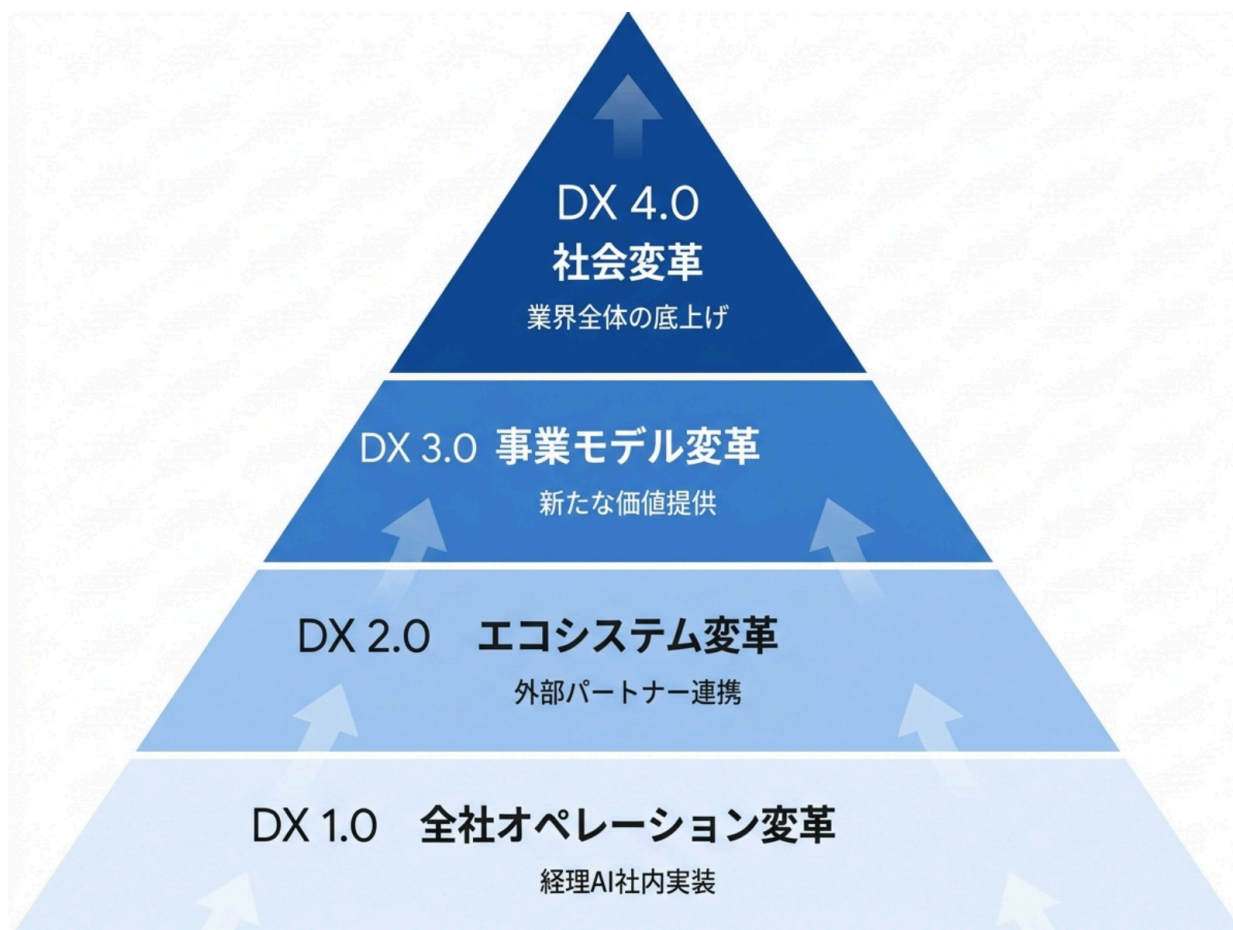 DX 4.0
社会変革
業界全体の底上げ
DX 3.0 事業モデル変革
新たな価値提供
DX 2.0 エコシステム変革
外部パートナー連携
DX 1.0 全社オペレーション変革
経理AI社内実装